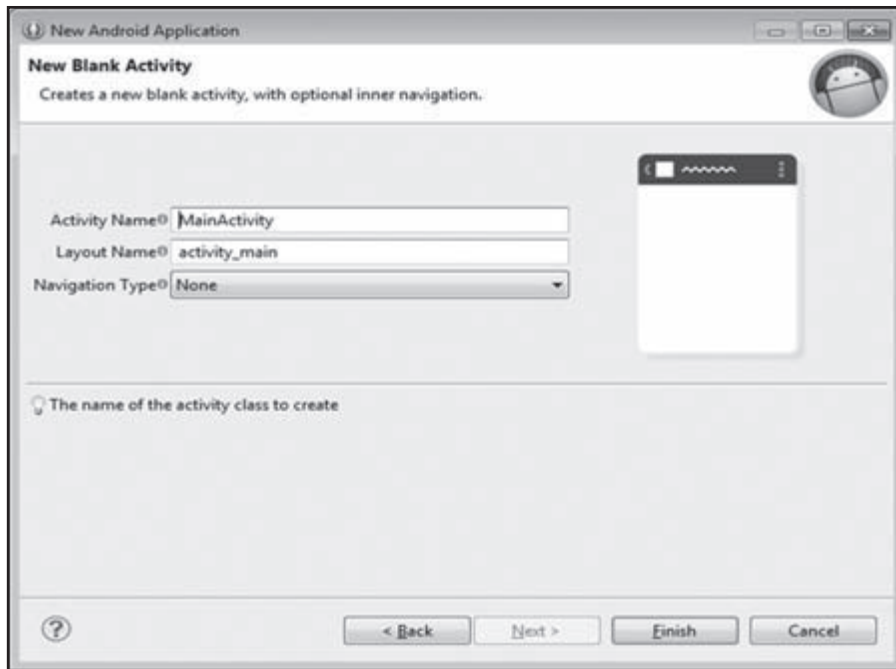 New Android Application
New Blank Activity
Creates a new blank activity, with optional inner navigation.
Activity Name MainActivity
Layout Name activity_main
Navigation Type None
The name of the activity class to create
?
< Back
Next >
Finish
Cancel